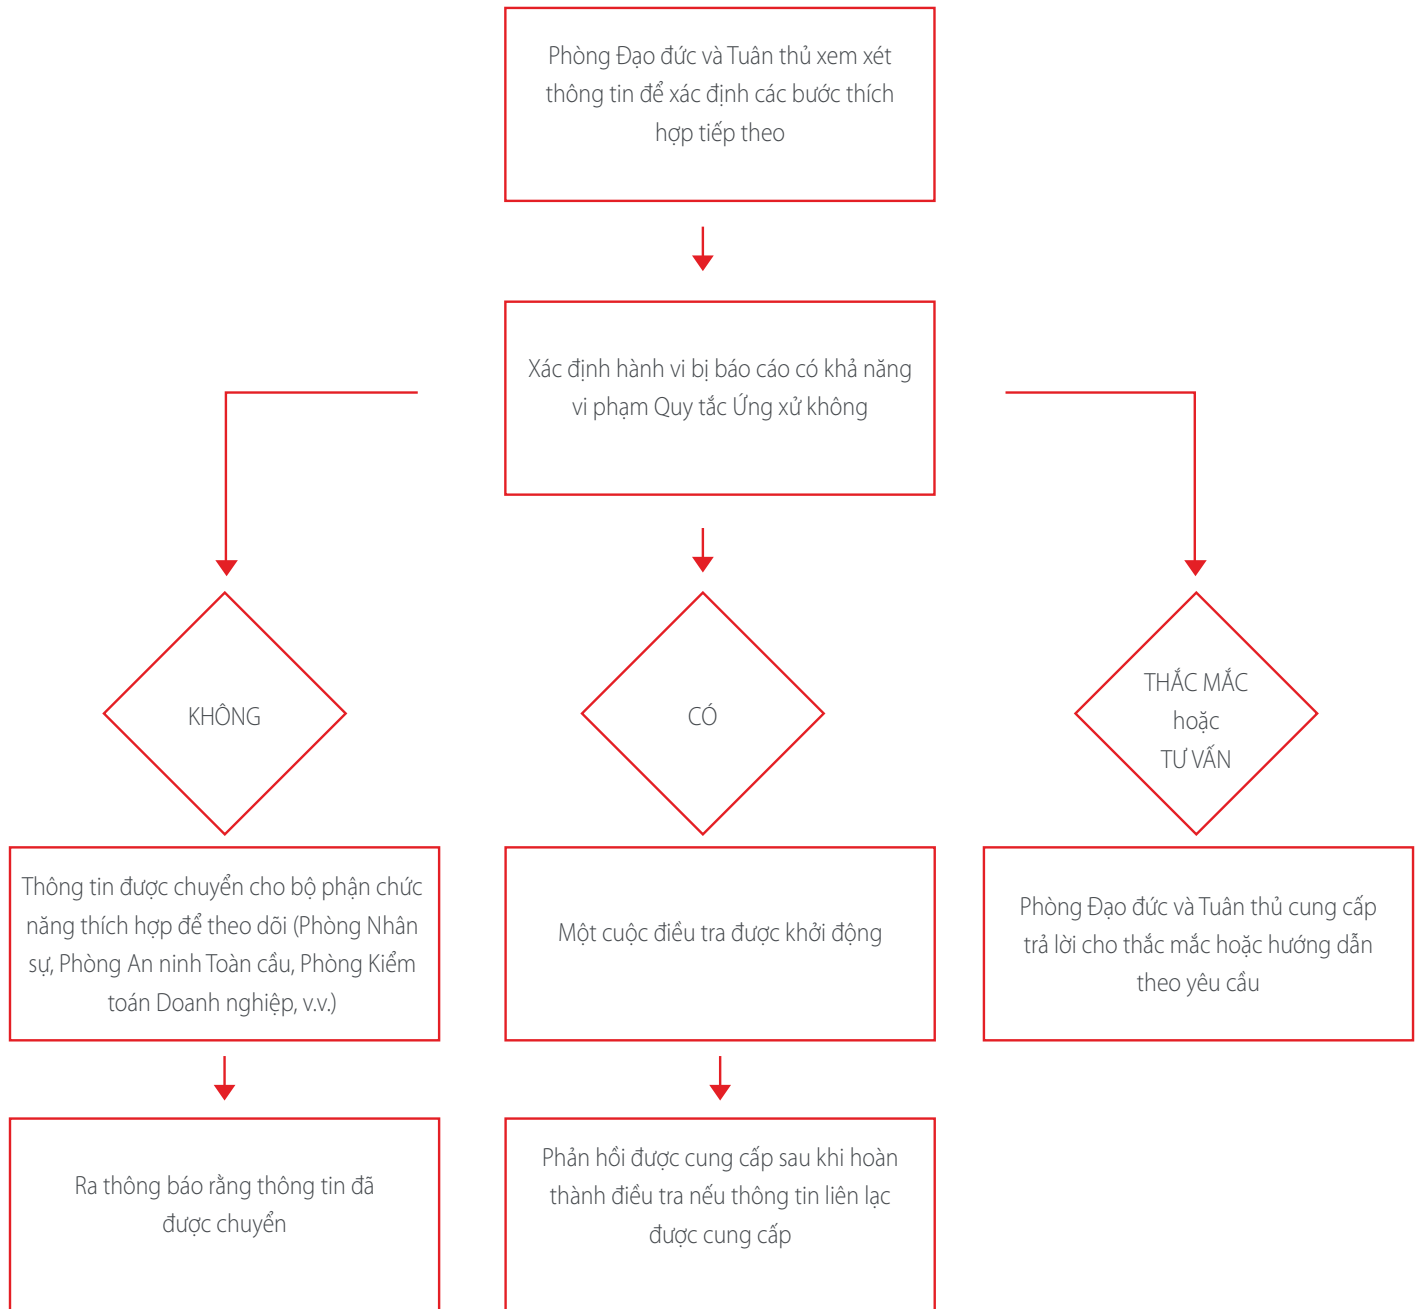 Phòng Đạo đức và Tuân thủ xem xét
thông tin để xác định các bước thích
hợp tiếp theo
Xác định hành vi bị báo cáo có khả năng
vi phạm Quy tắc Ứng xử không
KHÔNG
CÓ
THẮC MẮC
hoặc
TƯ VẤN
Thông tin được chuyển cho bộ phận chức
năng thích hợp để theo dõi (Phòng Nhân
sự, Phòng An ninh Toàn cầu, Phòng Kiểm
toán Doanh nghiệp, v.v.)
Một cuộc điều tra được khởi động
Phòng Đạo đức và Tuân thủ cung cấp
trả lời cho thắc mắc hoặc hướng dẫn
theo yêu cầu
Ra thông báo rằng thông tin đã
được chuyển
Phản hồi được cung cấp sau khi hoàn
thành điều tra nếu thông tin liên lạc
được cung cấp